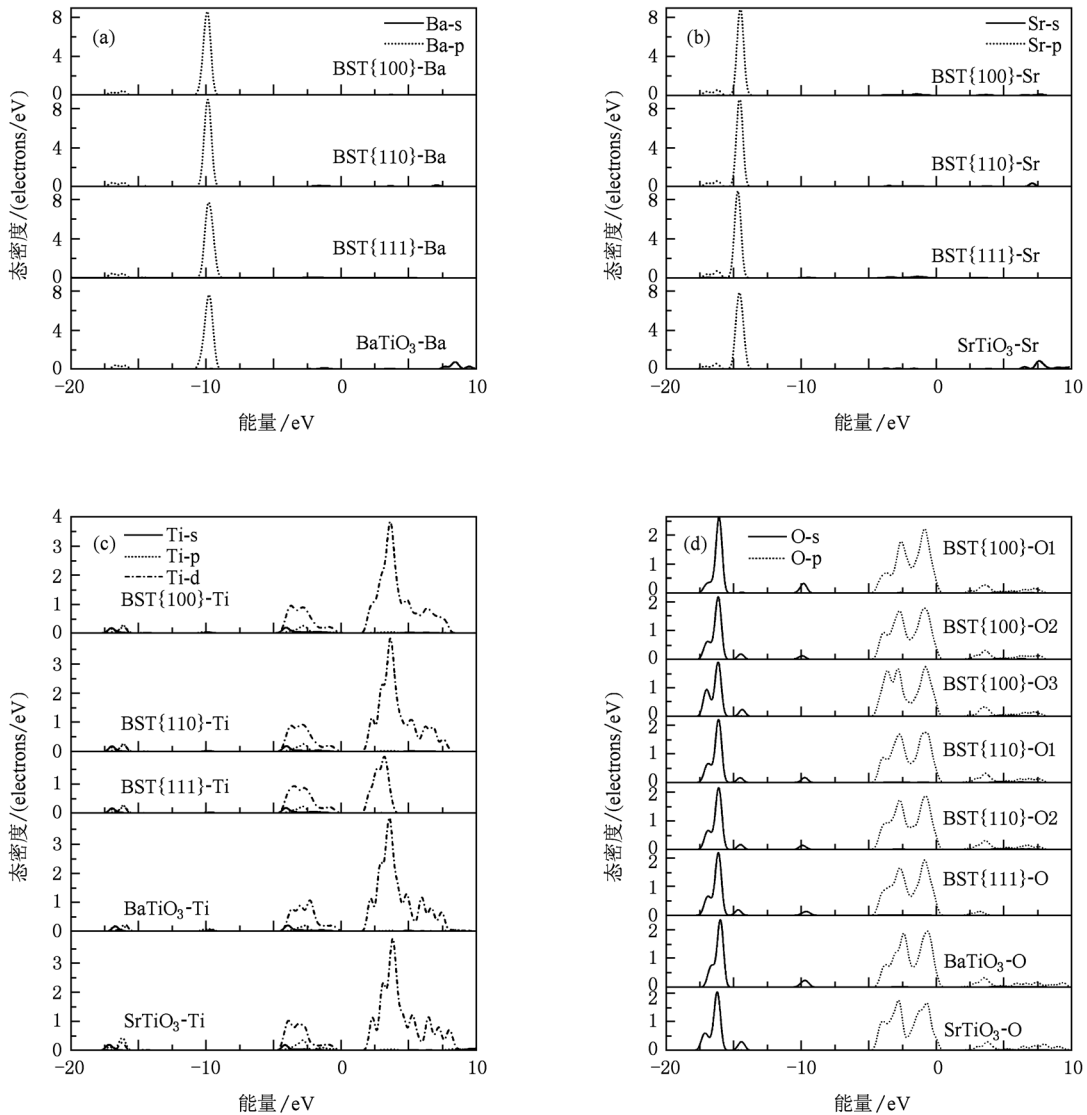 (a)
Ba-s
Ba-p
BST{100}-Ba
BST{110}-Ba
BST{111}-Ba
BaTiO₃-Ba
态密度/(electrons/eV)
8
4
0
8
4
0
8
4
0
8
4
0
-20
-10
0
10
能量/eV
(b)
Sr-s
Sr-p
BST{100}-Sr
BST{110}-Sr
BST{111}-Sr
SrTiO₃-Sr
态密度/(electrons/eV)
8
4
0
8
4
0
8
4
0
8
4
0
-20
-10
0
10
能量/eV
(c)
Ti-s
Ti-p
Ti-d
BST{100}-Ti
BST{110}-Ti
BST{111}-Ti
BaTiO₃-Ti
SrTiO₃-Ti
态密度/(electrons/eV)
4
3
2
1
0
3
2
1
0
1
0
3
2
1
0
3
2
1
0
-20
-10
0
10
能量/eV
(d)
O-s
O-p
BST{100}-O1
BST{100}-O2
BST{100}-O3
BST{110}-O1
BST{110}-O2
BST{111}-O
BaTiO₃-O
SrTiO₃-O
态密度/(electrons/eV)
2
1
0
2
1
0
1
0
2
1
0
2
1
0
2
1
0
2
1
0
2
1
0
-20
-10
0
10
能量/eV